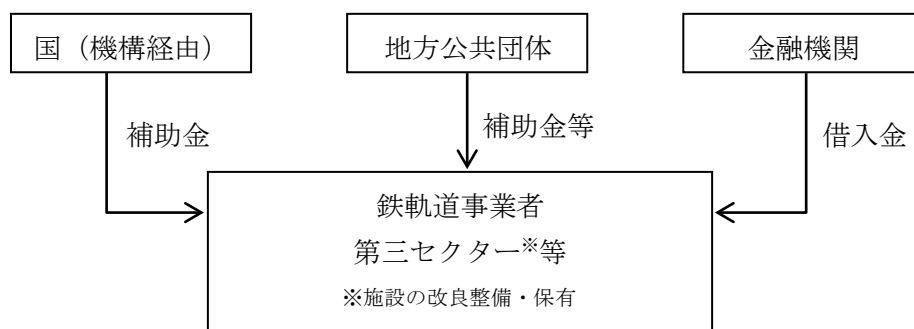 国（機構経由）
地方公共団体
金融機関
補助金
補助金等
借入金
鉄軌道事業者
第三セクター※等
※施設の改良整備・保有